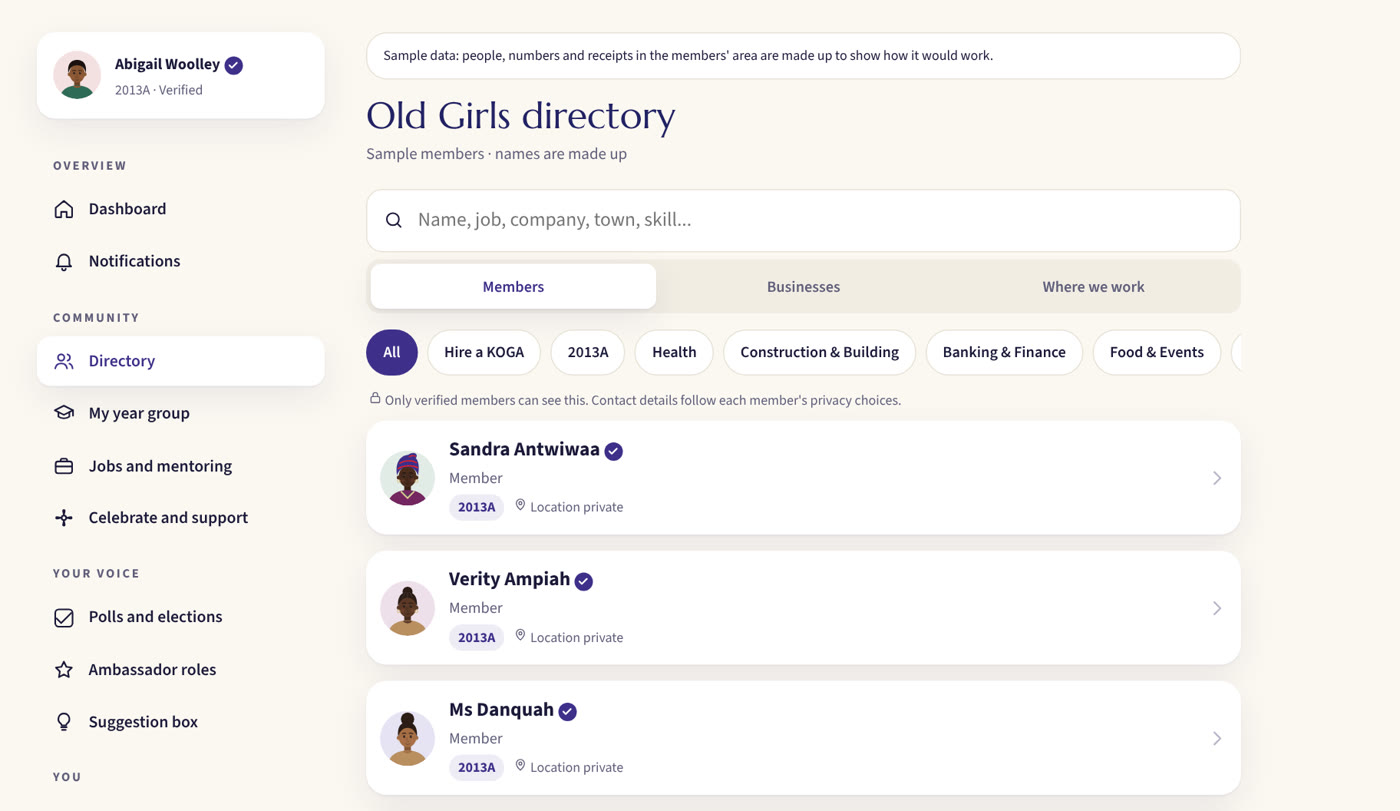 Abigail Woolley
2013A · Verified
OVERVIEW
Dashboard
Notifications
COMMUNITY
Directory
My year group
Jobs and mentoring
Celebrate and support
YOUR VOICE
Polls and elections
Ambassador roles
Suggestion box
YOU
Sample data: people, numbers and receipts in the members' area are made up to show how it would work.
Old Girls directory
Sample members · names are made up
Name, job, company, town, skill...
Members
Businesses
Where we work
All
Hire a KOGA
2013A
Health
Construction & Building
Banking & Finance
Food & Events
Only verified members can see this. Contact details follow each member's privacy choices.
Sandra Antwiwaa
Member
2013A
Location private
Verity Ampiah
Member
2013A
Location private
Ms Danquah
Member
2013A
Location private